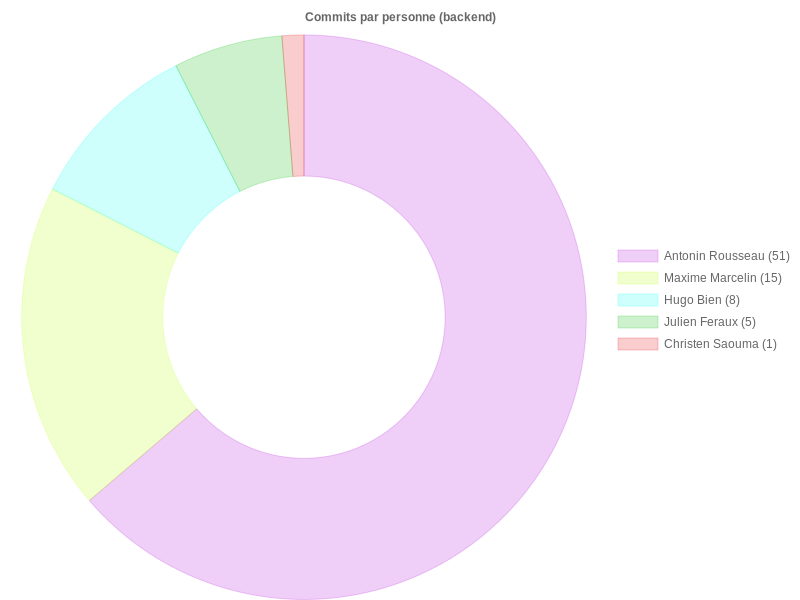 Commits par personne (backend)
Antonin Rousseau (51)
Maxime Marcelin (15)
Hugo Bien (8)
Julien Feraux (5)
Christen Saouma (1)